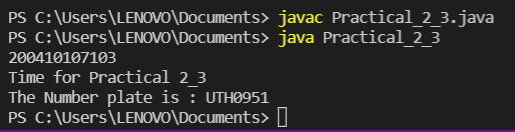 PS C:\Users\LENOVO\Documents> javac Practical_2_3.java
PS C:\Users\LENOVO\Documents> java Practical_2_3
200410107103
Time for Practical 2_3
The Number plate is : UTH0951
PS C:\Users\LENOVO\Documents>